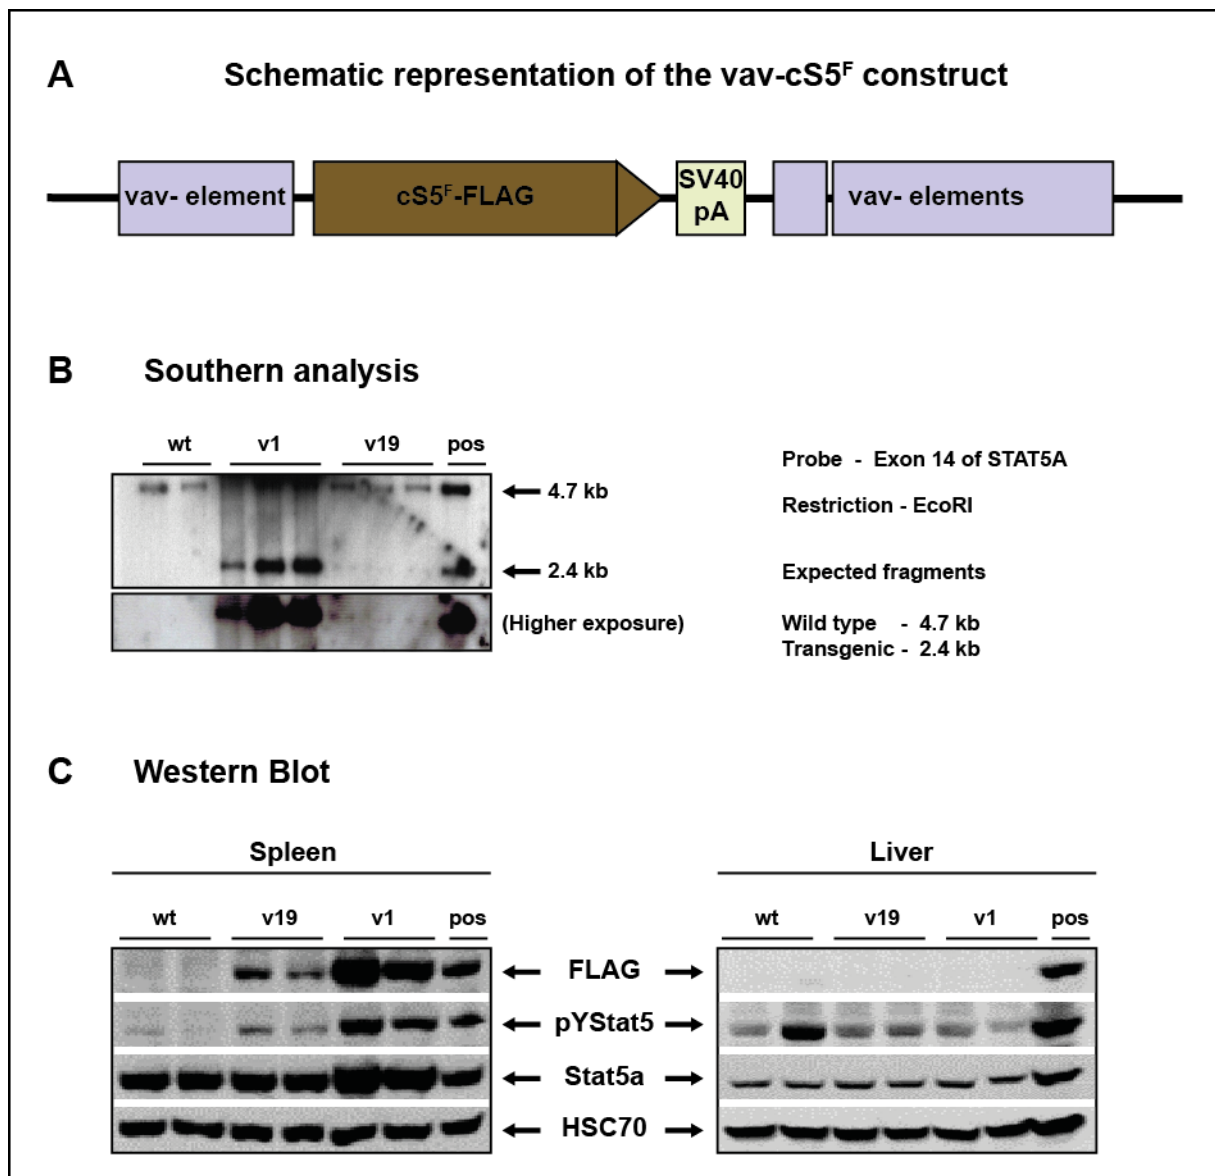 A
Schematic representation of the vav-cS5ᶠ construct
vav- element
cS5ᶠ-FLAG
SV40
pA
vav- elements
B
Southern analysis
wt v1 v19 pos
4.7 kb
2.4 kb
(Higher exposure)
Probe - Exon 14 of STAT5A
Restriction - EcoRI
Expected fragments
Wild type - 4.7 kb
Transgenic - 2.4 kb
C
Western Blot
Spleen
wt v19 v1 pos
Liver
wt v19 v1 pos
FLAG
pYStat5
Stat5a
HSC70